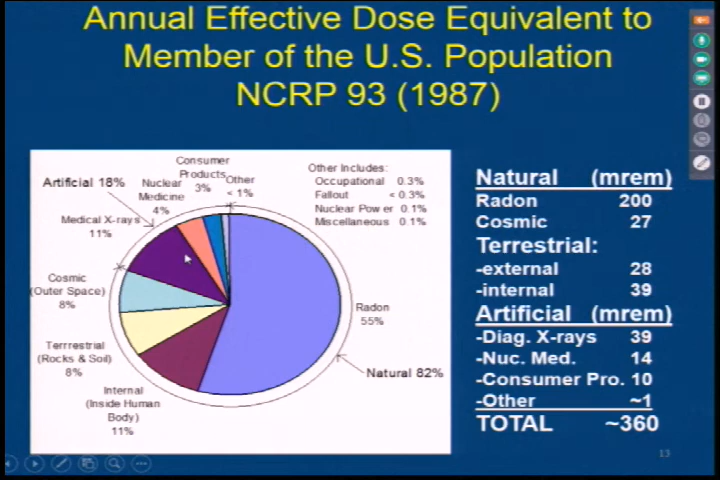 Annual Effective Dose Equivalent to
Member of the U.S. Population
NCRP 93 (1987)
Artificial 18%
Consumer
Products
3%
Other
< 1%
Nuclear
Medicine
4%
Medical X-rays
11%
Cosmic
(Outer Space)
8%
Terrrestrial
(Rocks & Soil)
8%
Internal
(Inside Human
Body)
11%
Radon
55%
Natural 82%
Other Includes:
Occupational 0.3%
Fallout < 0.3%
Nuclear Power 0.1%
Miscellaneous 0.1%
Natural (mrem)
Radon 200
Cosmic 27
Terrestrial:
-external 28
-internal 39
Artificial (mrem)
-Diag. X-rays 39
-Nuc. Med. 14
-Consumer Pro. 10
-Other ~1
TOTAL ~360
13